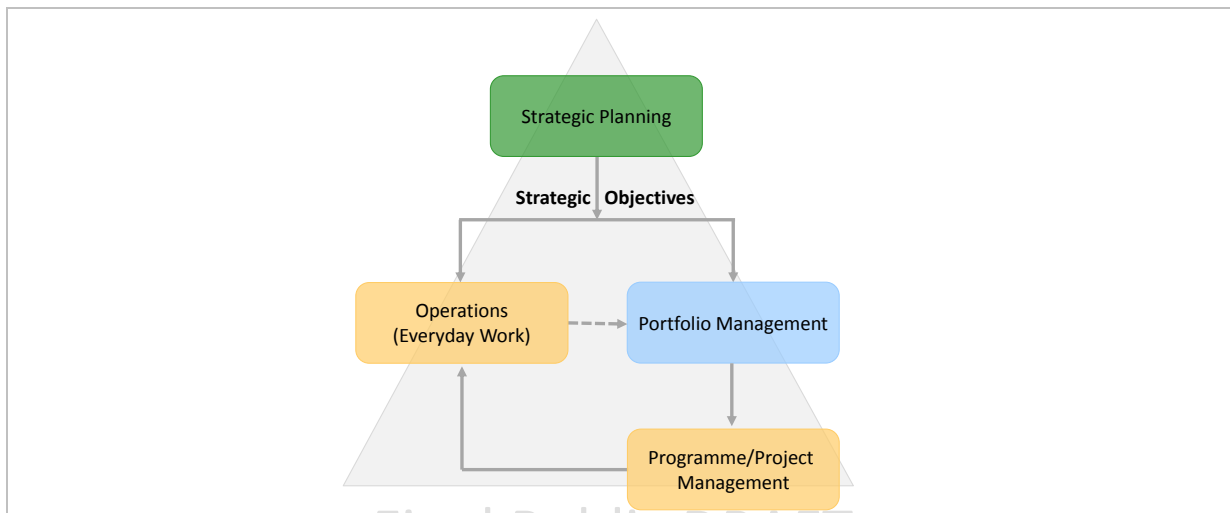 Strategic Planning
Strategic Objectives
Operations
(Everyday Work)
Portfolio Management
Programme/Project
Management